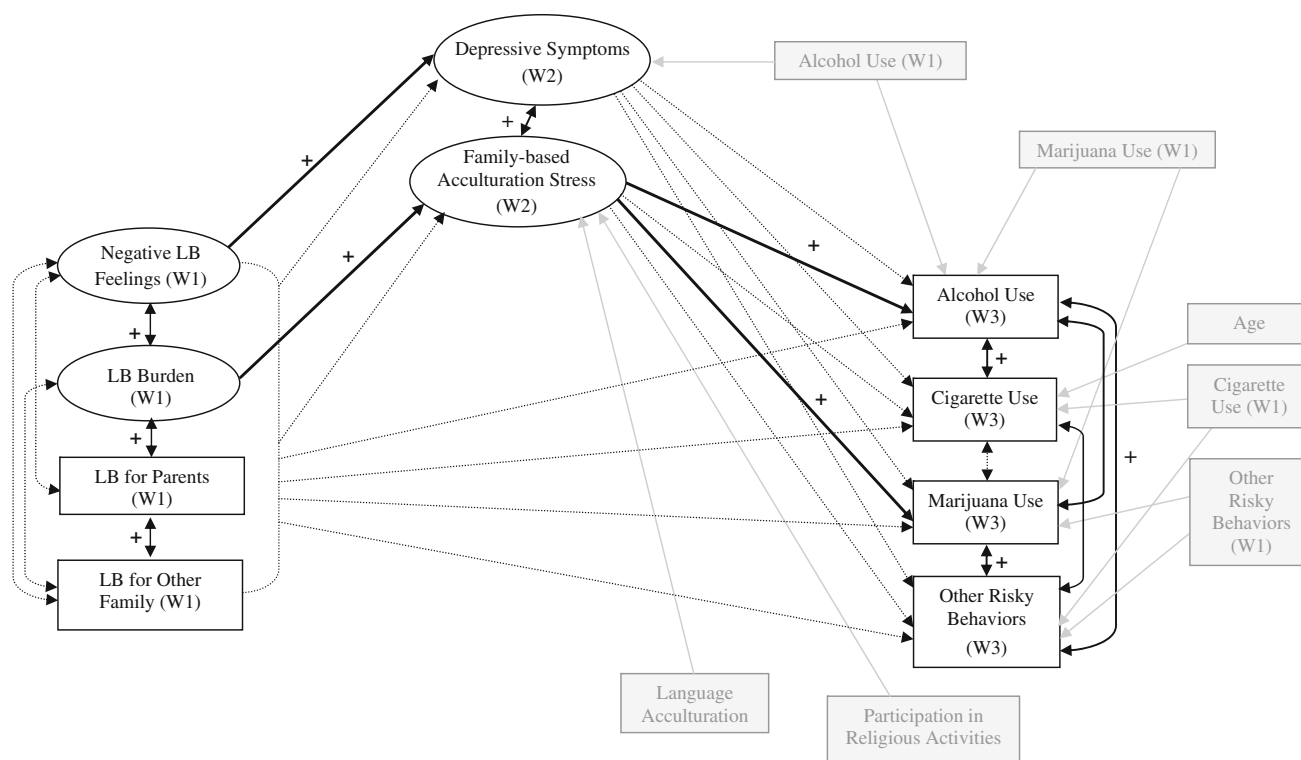 Depressive Symptoms
(W2)
Alcohol Use (W1)
+
Family-based
Acculturation Stress
(W2)
Marijuana Use (W1)
+
+
Negative LB
Feelings (W1)
+
LB Burden
(W1)
+
LB for Parents
(W1)
+
LB for Other
Family (W1)
+
+
Alcohol Use
(W3)
+
Cigarette Use
(W3)
Marijuana Use
(W3)
+
Other Risky
Behaviors
(W3)
+
Age
Cigarette
Use (W1)
Other
Risky
Behaviors
(W1)
Language
Acculturation
Participation in
Religious Activities